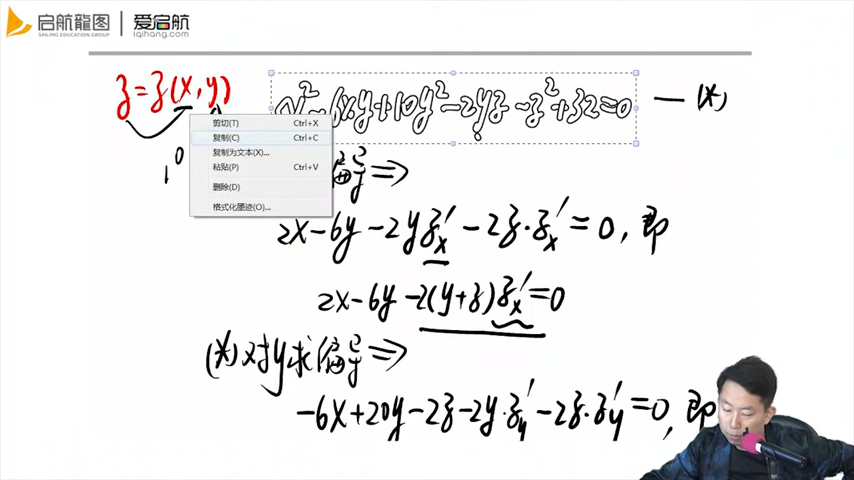 启航龍图 爱启航
SAILING EDUCATION GROUP iqihang.com
z=z(x,y)
x²-6xy+10y²-2yz-z²+32=0 —(*)
剪切(T) Ctrl+X
复制(C) Ctrl+C
复制为文本(X)...
粘贴(P) Ctrl+V
删除(D)
格式化墨迹(O)...
1° 偏导⇒
2x-6y-2yz'x-2z·z'x=0,即
2x-6y-2(y+z)z'x=0
(*)对y求偏导⇒
-6x+20y-2z-2y·z'y-2z·z'y=0,即